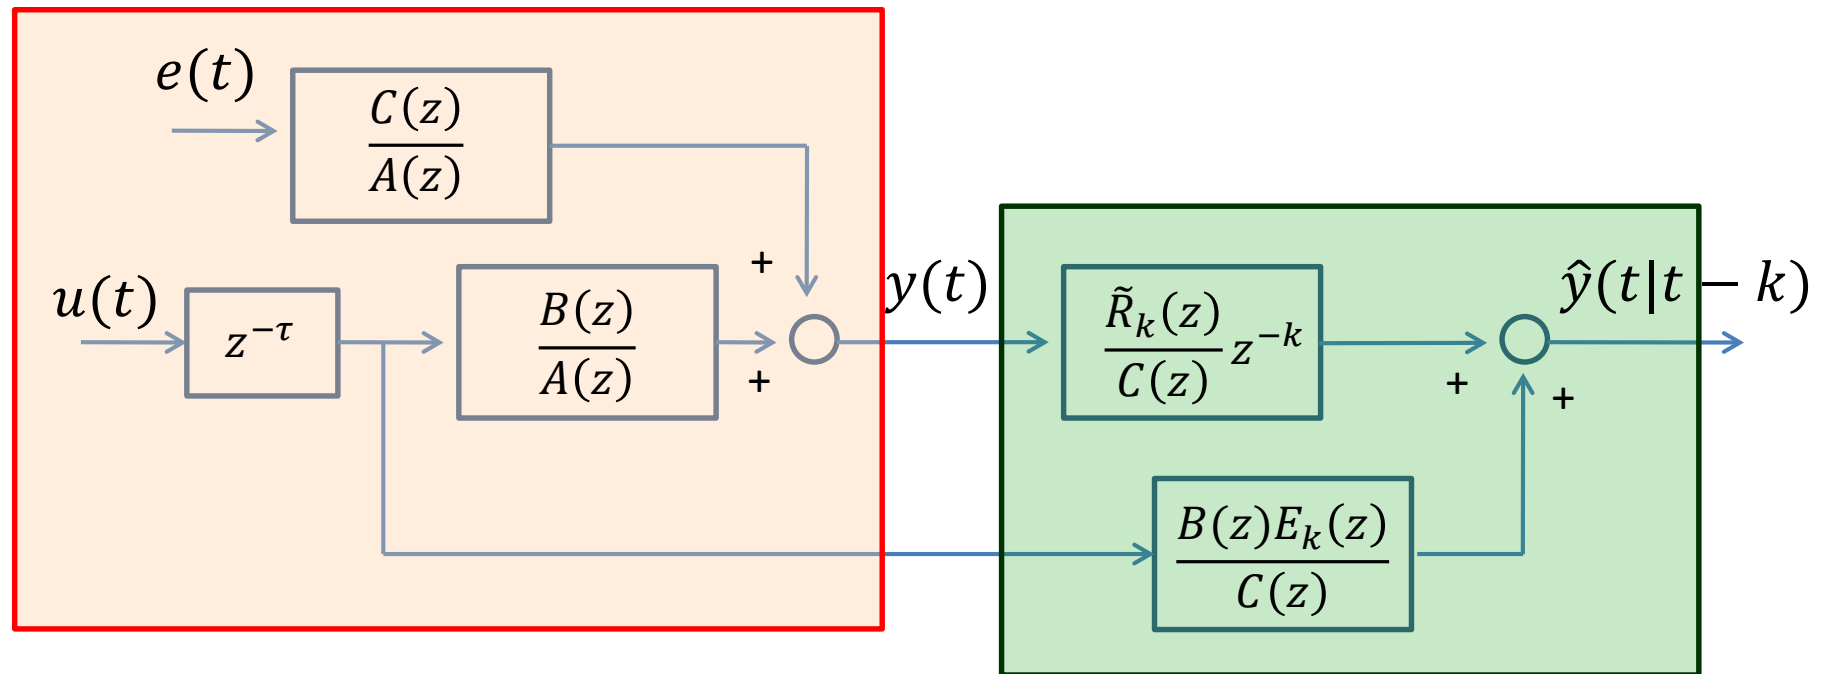 e(t)
C(z)
A(z)
u(t)
z^{-τ}
B(z)
A(z)
+
+
y(t)
R̃_k(z)
C(z)
z^{-k}
+
+
ŷ(t|t − k)
B(z)E_k(z)
C(z)